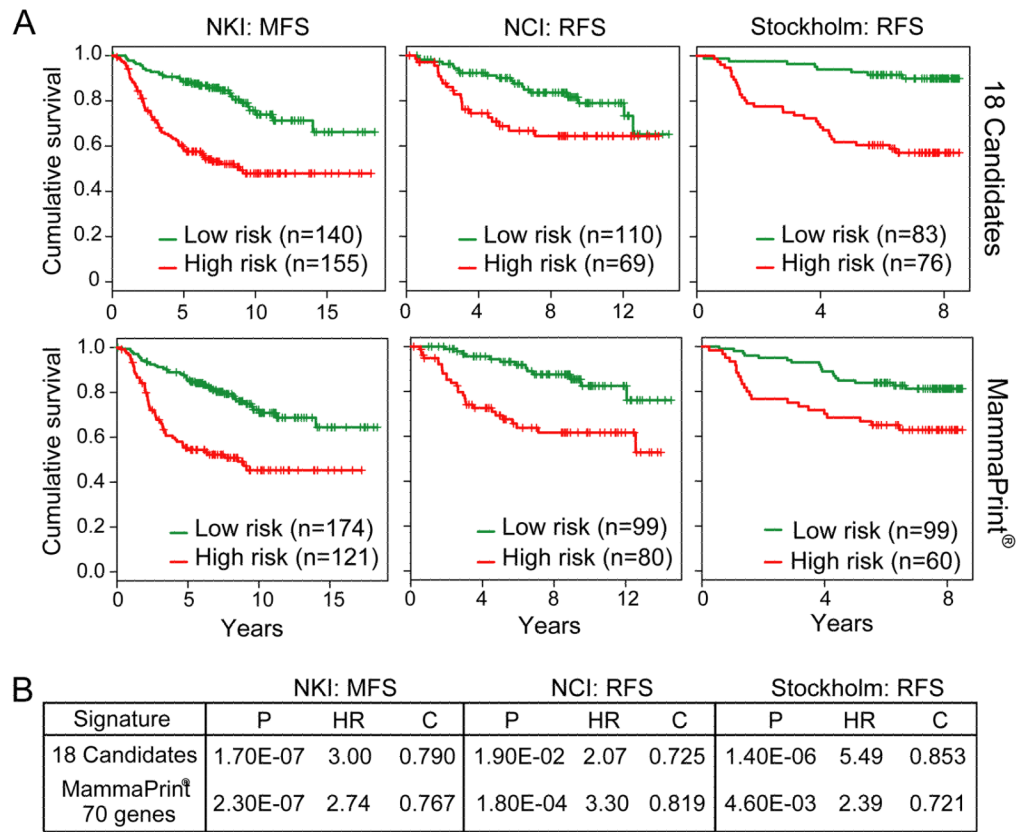 A
NKI: MFS
NCI: RFS
Stockholm: RFS
Cumulative survival
1.0
0.8
0.6
0.4
0.2
0
Low risk (n=140)
High risk (n=155)
0 5 10 15
Low risk (n=110)
High risk (n=69)
0 4 8 12
Low risk (n=83)
High risk (n=76)
0 4 8
18 Candidates
Cumulative survival
1.0
0.8
0.6
0.4
0.2
0.0
Low risk (n=174)
High risk (n=121)
0 5 10 15
Years
Low risk (n=99)
High risk (n=80)
0 4 8 12
Years
Low risk (n=99)
High risk (n=60)
0 4 8
Years
MammaPrint®
B
NKI: MFS NCI: RFS Stockholm: RFS
Signature P HR C P HR C P HR C
18 Candidates 1.70E-07 3.00 0.790 1.90E-02 2.07 0.725 1.40E-06 5.49 0.853
MammaPrint®
70 genes 2.30E-07 2.74 0.767 1.80E-04 3.30 0.819 4.60E-03 2.39 0.721